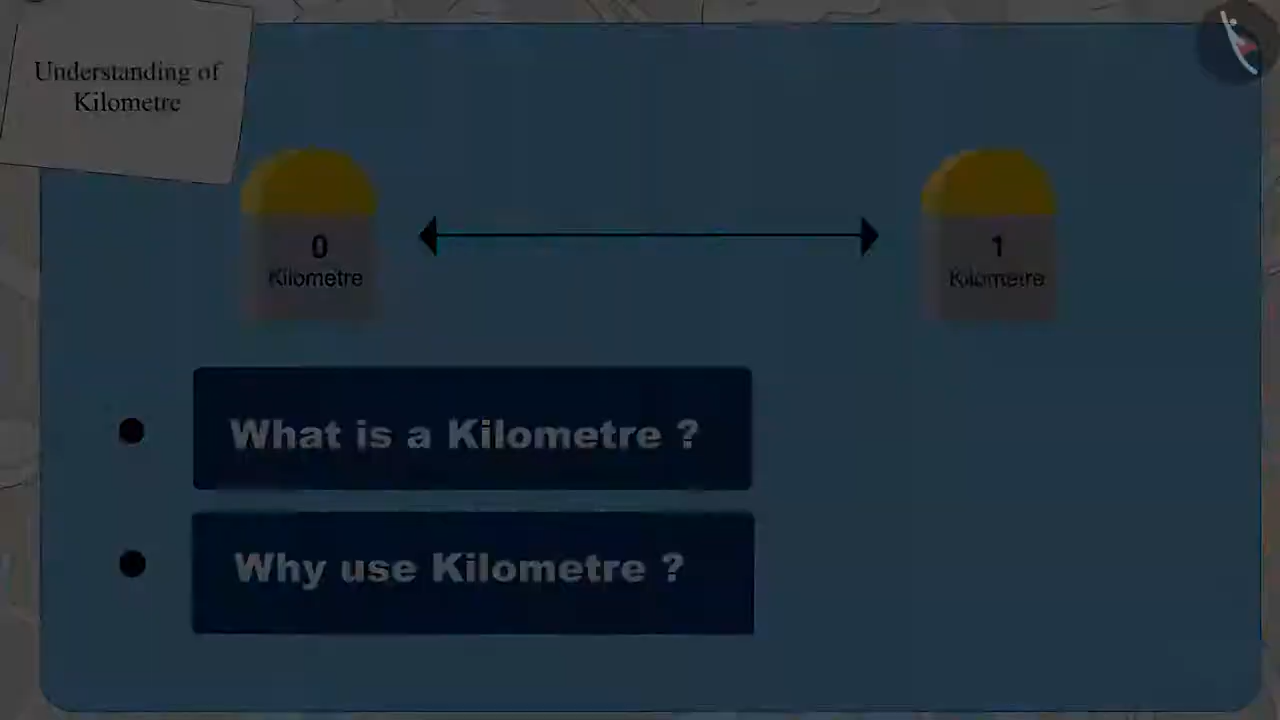 Understanding of
Kilometre
0
Kilometre
1
Kilometre
What is a Kilometre ?
Why use Kilometre ?